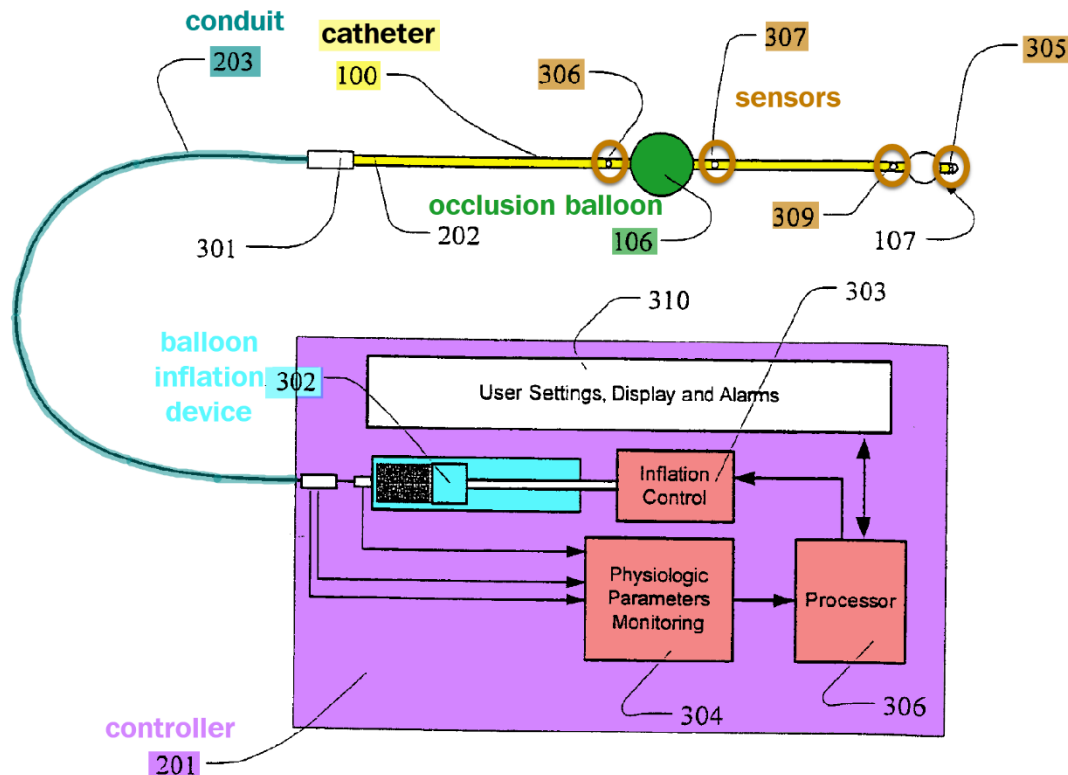 conduit
203
catheter
100
306
307
305
sensors
occlusion balloon
301
202
106
309
107
310
303
balloon
inflation
device
302
User Settings, Display and Alarms
Inflation
Control
Physiologic
Parameters
Monitoring
Processor
304
306
controller
201